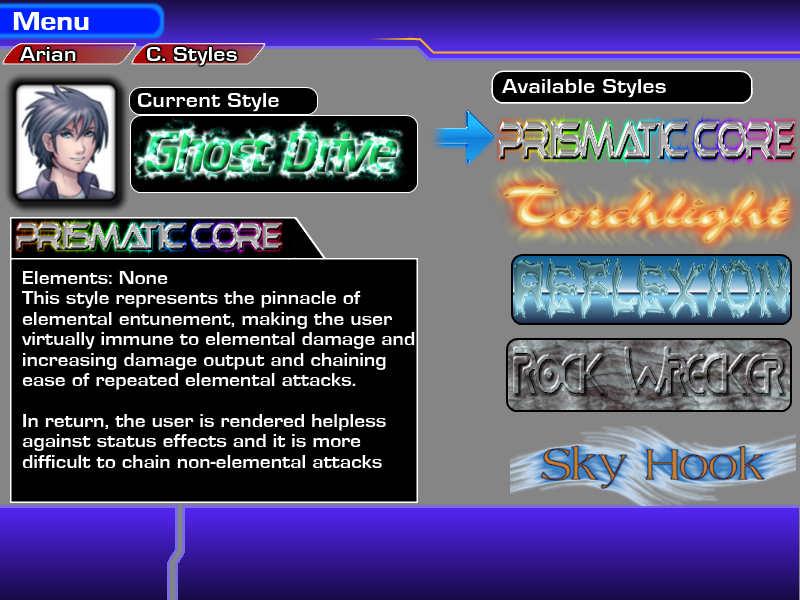 Menu
Arian
C. Styles
Current Style
Ghost Drive
Available Styles
PRISMATIC CORE
Torchlight
REFLEXION
ROCK WRECKER
Sky Hook
PRISMATIC CORE
Elements: None
This style represents the pinnacle of
elemental entunement, making the user
virtually immune to elemental damage and
increasing damage output and chaining
ease of repeated elemental attacks.
In return, the user is rendered helpless
against status effects and it is more
difficult to chain non-elemental attacks